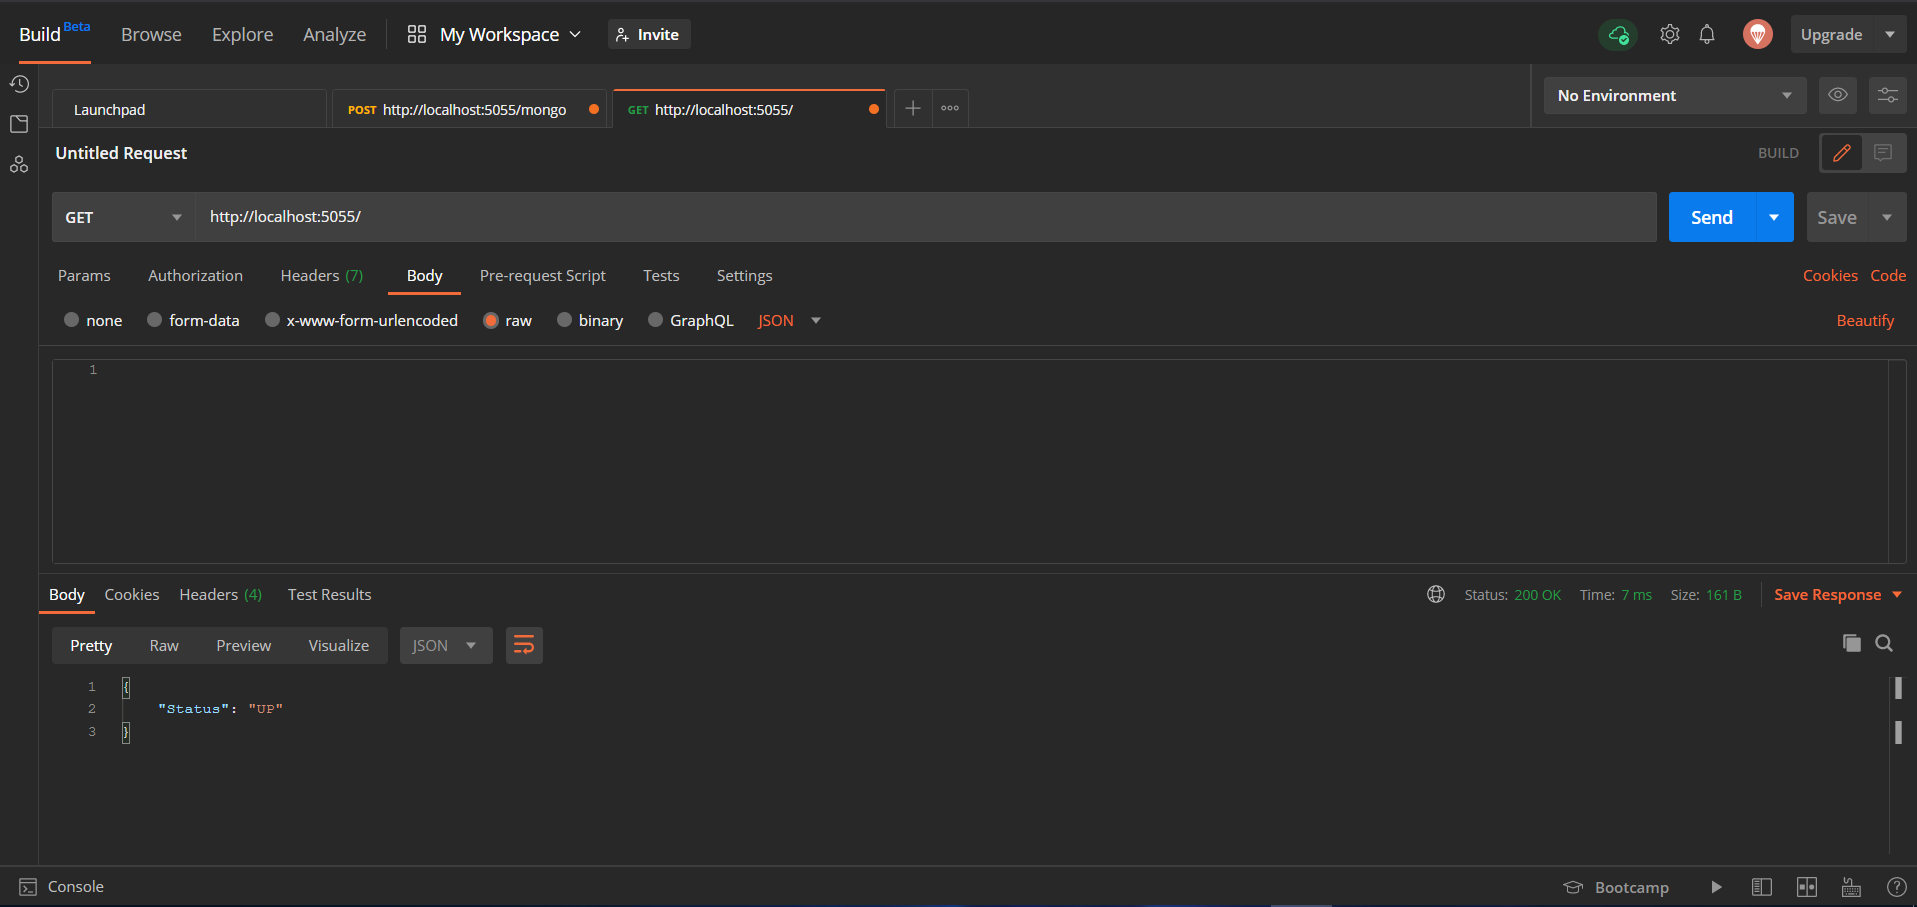 Build Beta Browse Explore Analyze My Workspace Invite Upgrade
Launchpad POST http://localhost:5055/mongo GET http://localhost:5055/ No Environment
Untitled Request BUILD
GET http://localhost:5055/ Send Save
Params Authorization Headers (7) Body Pre-request Script Tests Settings Cookies Code
none form-data x-www-form-urlencoded raw binary GraphQL JSON Beautify
1
Body Cookies Headers (4) Test Results Status: 200 OK Time: 7 ms Size: 161 B Save Response
Pretty Raw Preview Visualize JSON
1 {
2 "Status": "UP"
3 }
Console Bootcamp